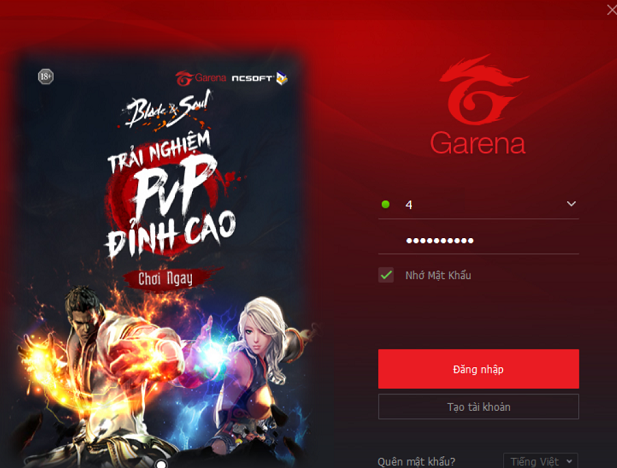 18+
Garena
NCSOFT
Blade & Soul
TRẢI NGHIỆM
PVP
ĐỈNH CAO
Chơi Ngay
Garena
4
••••••••••
Nhớ Mật Khẩu
Đăng nhập
Tạo tài khoản
Quên mật khẩu?
Tiếng Việt